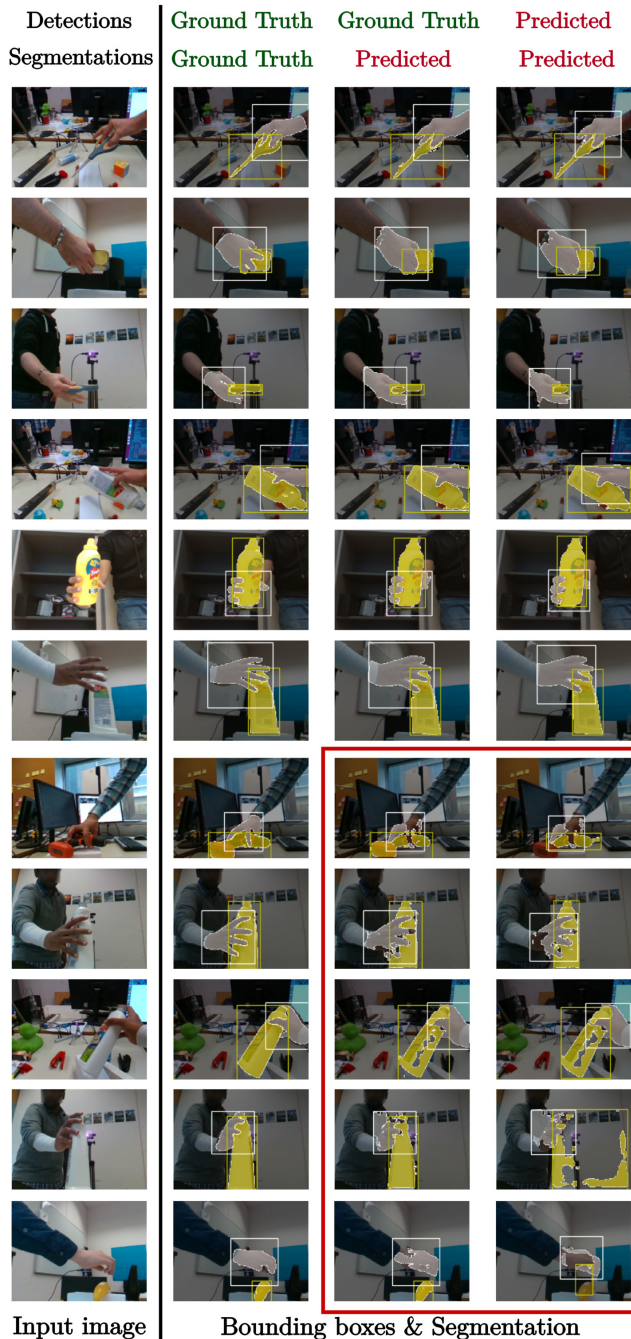 Detections Ground Truth Ground Truth Predicted
Segmentations Ground Truth Predicted Predicted
Input image Bounding boxes & Segmentation